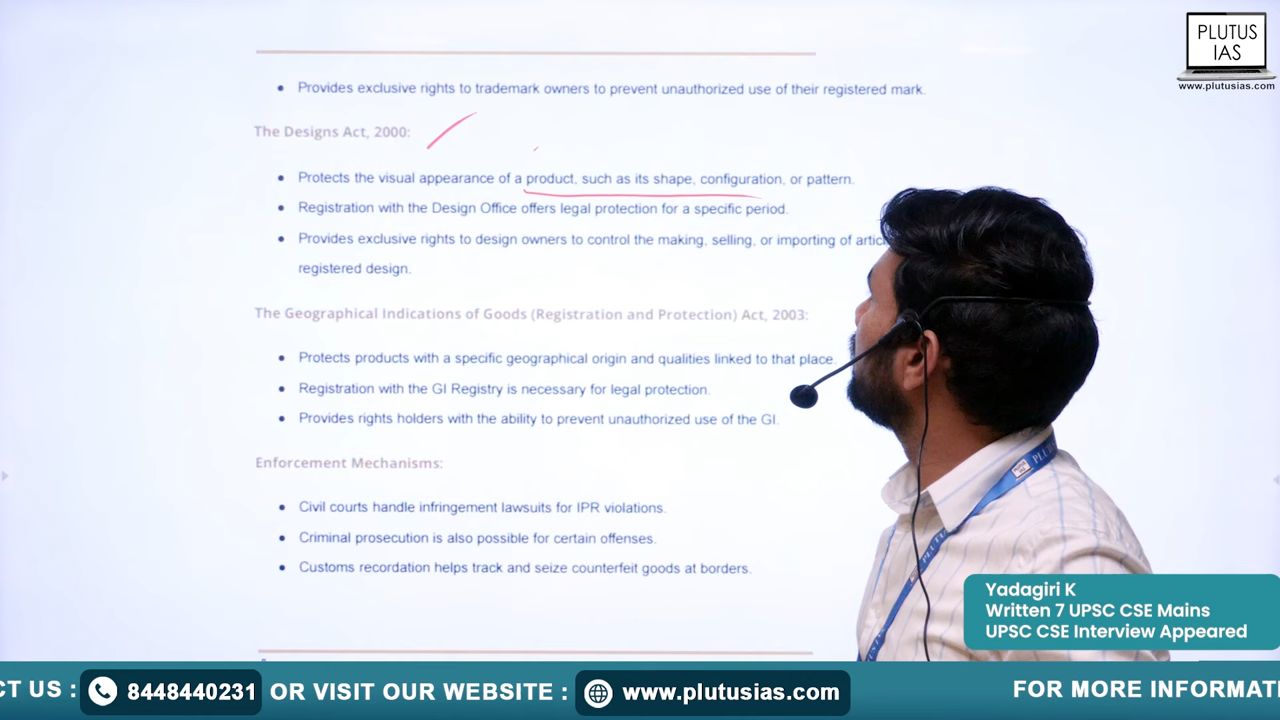 PLUTUS
IAS
www.plutusias.com
Provides exclusive rights to trademark owners to prevent unauthorized use of their registered mark.
The Designs Act, 2000:
Protects the visual appearance of a product, such as its shape, configuration, or pattern.
Registration with the Design Office offers legal protection for a specific period.
Provides exclusive rights to design owners to control the making, selling, or importing of
registered design.
The Geographical Indications of Goods (Registration and Protection) Act, 2003:
Protects products with a specific geographical origin and qualities linked to that place.
Registration with the GI Registry is necessary for legal protection.
Provides rights holders with the ability to prevent unauthorized use of the GI.
Enforcement Mechanisms:
Civil courts handle infringement lawsuits for IPR violations.
Criminal prosecution is also possible for certain offenses.
Customs recordation helps track and seize counterfeit goods at borders.
Yadagiri K
Written 7 UPSC CSE Mains
UPSC CSE Interview Appeared
CT US : 8448440231 OR VISIT OUR WEBSITE : www.plutusias.com FOR MORE INFORMATI